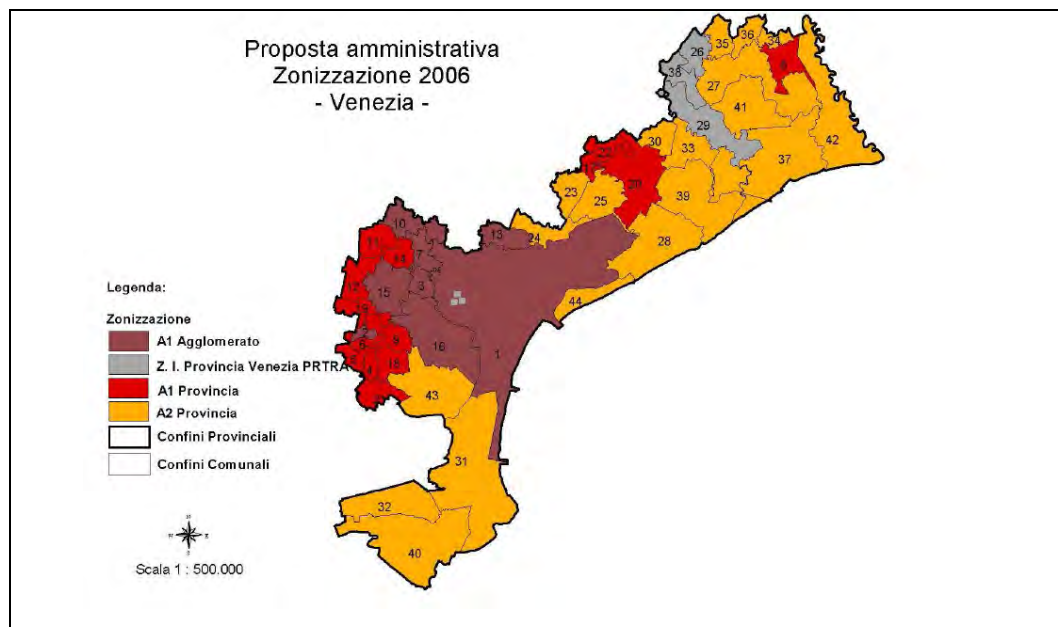 Proposta amministrativa
Zonizzazione 2006
- Venezia -
26
35
36
34
38
27
41
29
42
30
33
37
23
25
39
10
13
24
28
11
7
14
12
15
3
44
16
1
18
43
31
32
40
Legenda:
Zonizzazione
A1 Agglomerato
Z. I. Provincia Venezia PRTRA
A1 Provincia
A2 Provincia
Confini Provinciali
Confini Comunali
Scala 1 : 500.000